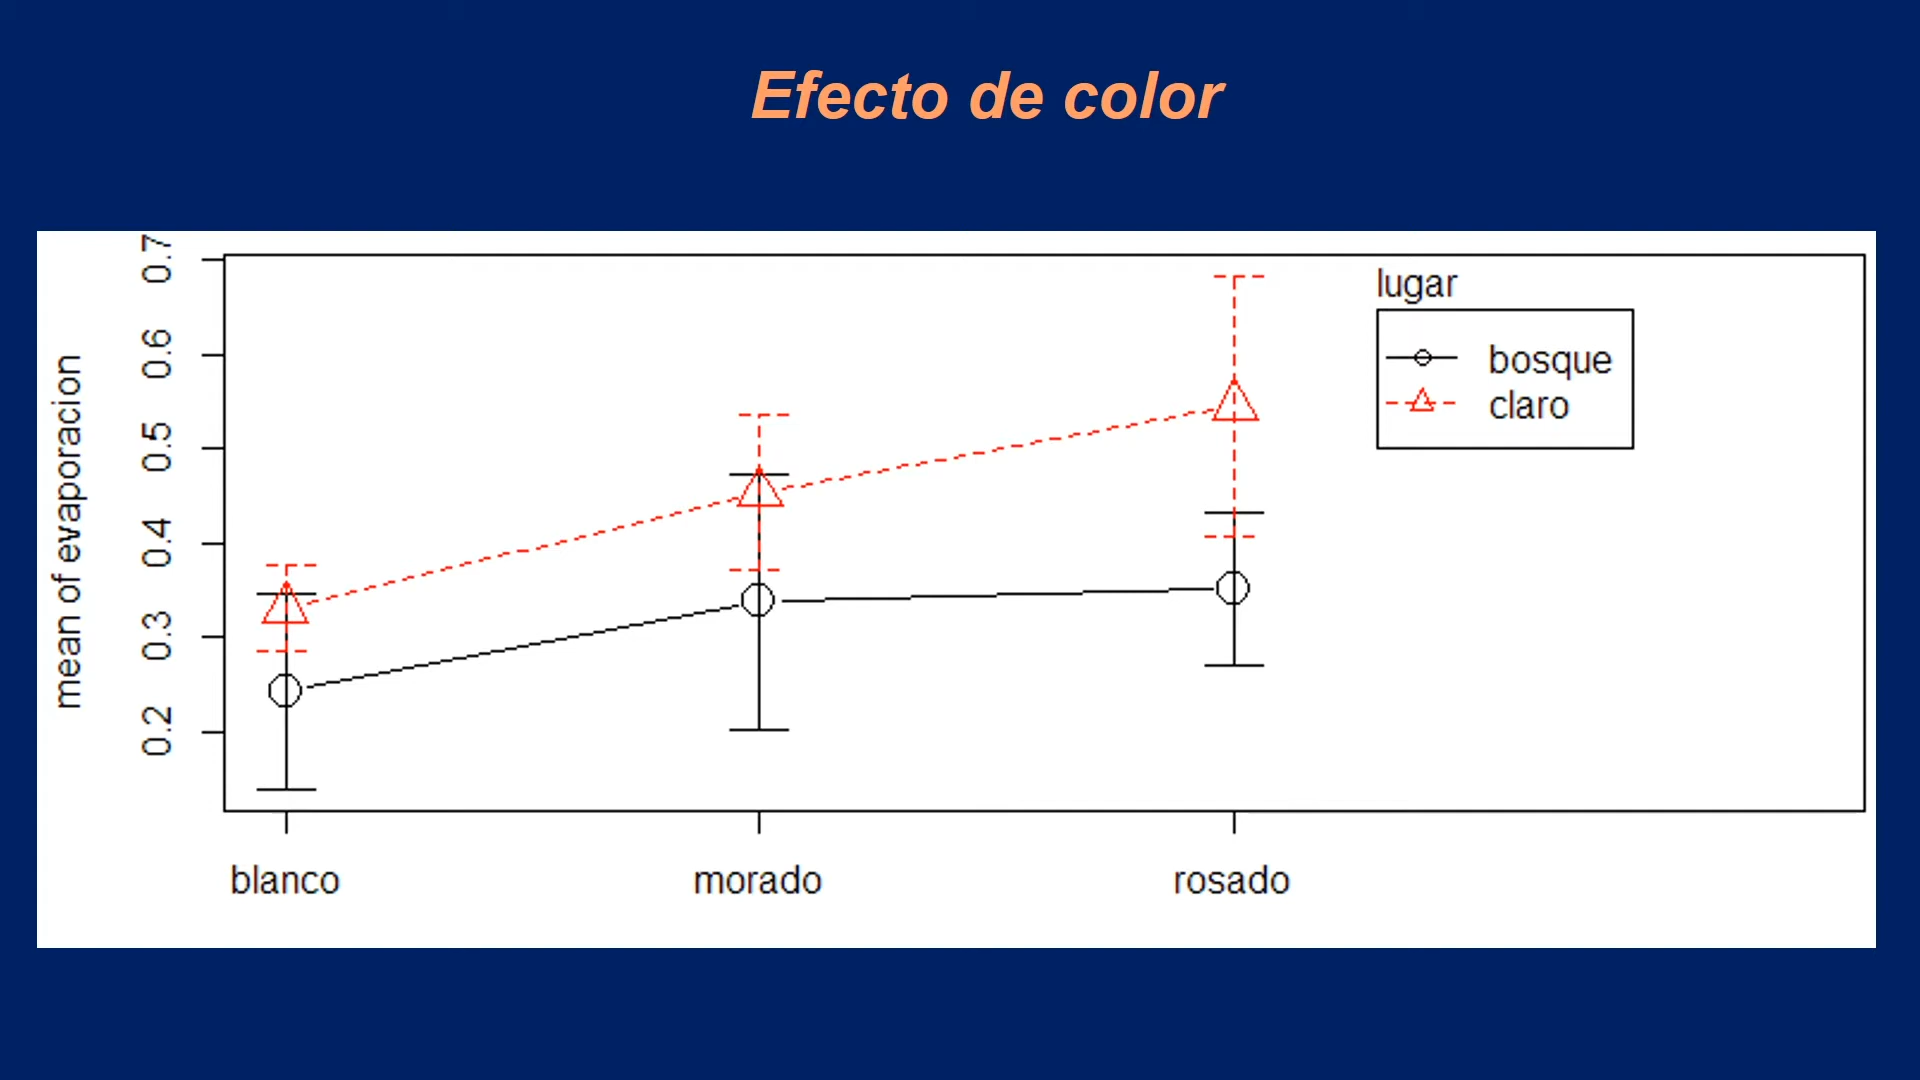 Efecto de color
mean of evaporacion
0.7
0.6
0.5
0.4
0.3
0.2
lugar
bosque
claro
blanco morado rosado